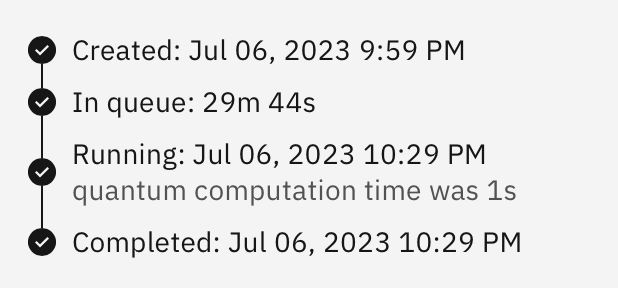 Created: Jul 06, 2023 9:59 PM
In queue: 29m 44s
Running: Jul 06, 2023 10:29 PM
quantum computation time was 1s
Completed: Jul 06, 2023 10:29 PM